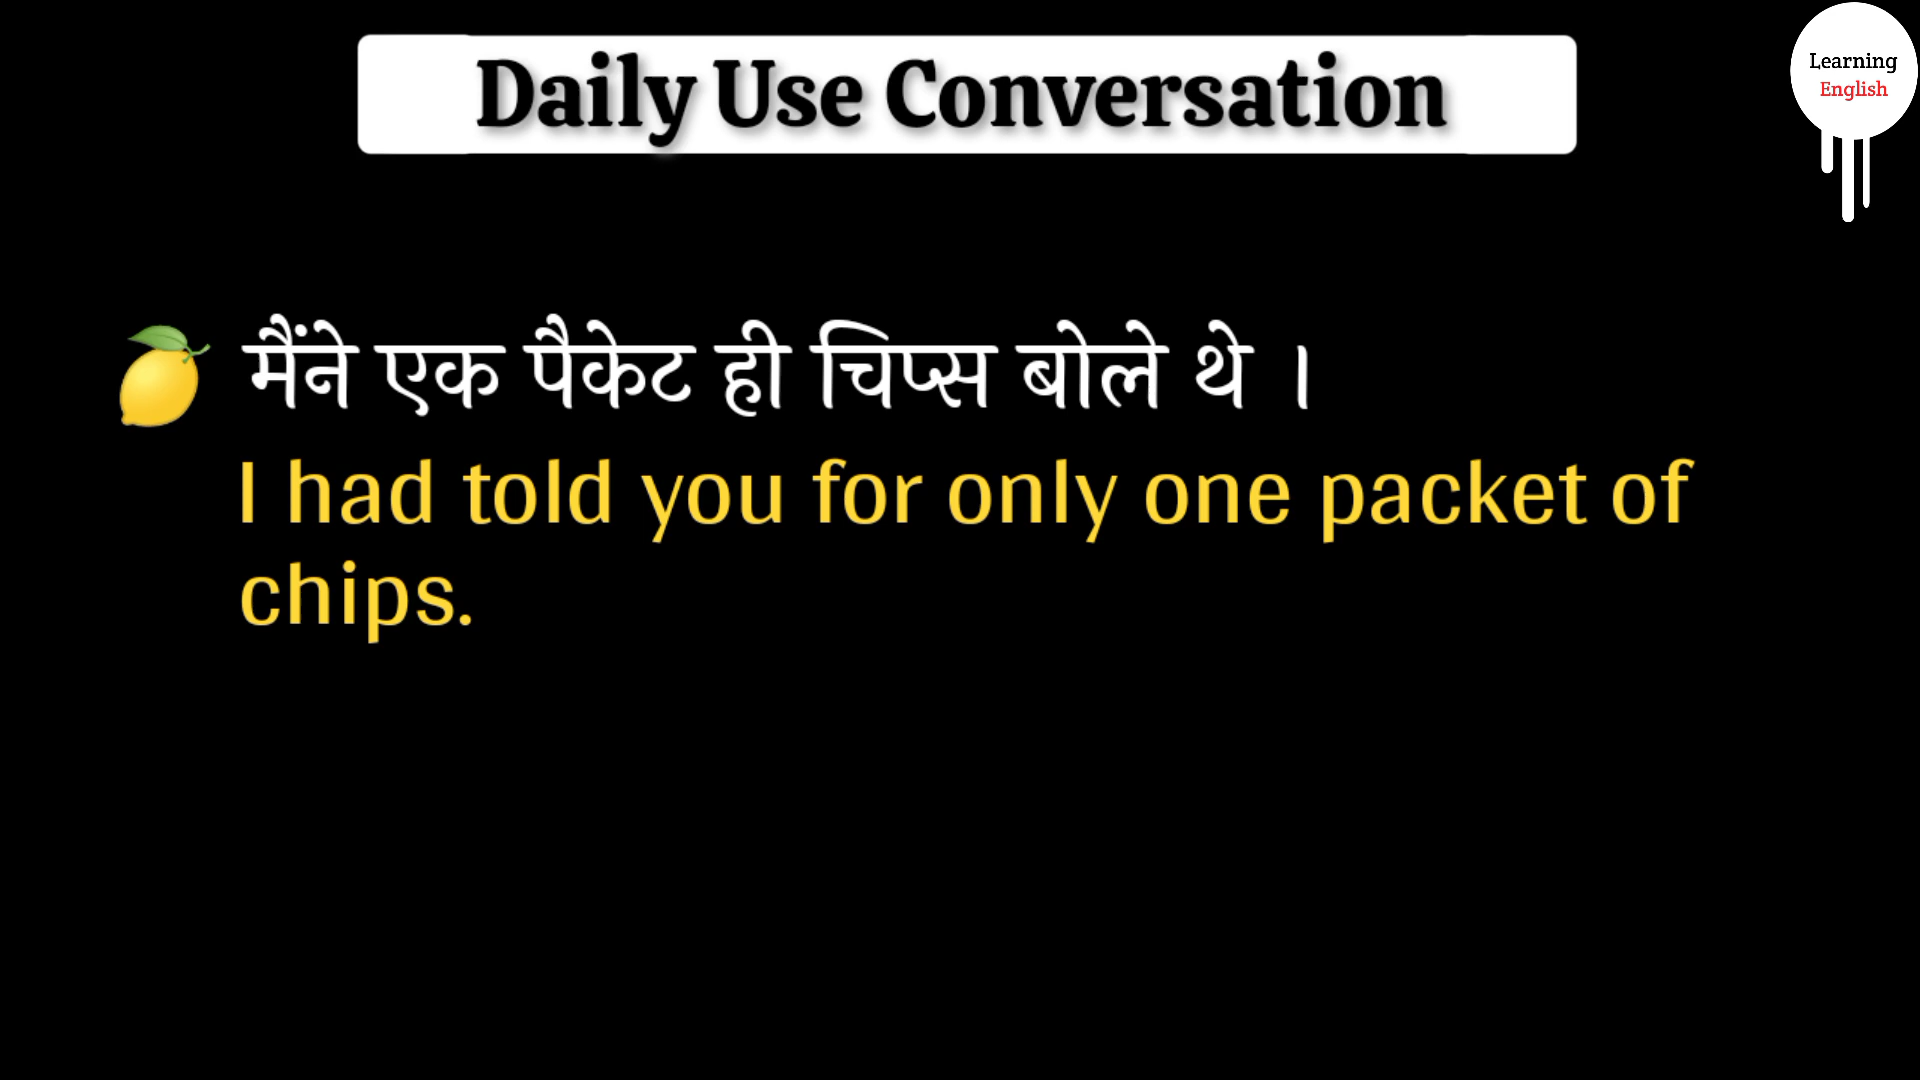 Daily Use Conversation
Learning
English
मैंने एक पैकेट ही चिप्स बोले थे ।
I had told you for only one packet of
chips.